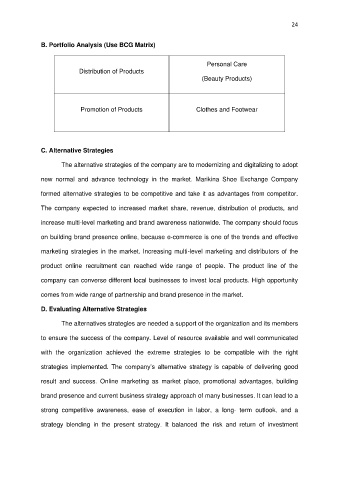 24
B. Portfolio Analysis (Use BCG Matrix)
Distribution of Products
Personal Care
(Beauty Products)
Promotion of Products
Clothes and Footwear
C. Alternative Strategies
The alternative strategies of the company are to modernizing and digitalizing to adopt
new normal and advance technology in the market. Marikina Shoe Exchange Company
formed alternative strategies to be competitive and take it as advantages from competitor.
The company expected to increased market share, revenue, distribution of products, and
increase multi-level marketing and brand awareness nationwide. The company should focus
on building brand presence online, because e-commerce is one of the trends and effective
marketing strategies in the market. Increasing multi-level marketing and distributors of the
product online recruitment can reached wide range of people. The product line of the
company can converse different local businesses to invest local products. High opportunity
comes from wide range of partnership and brand presence in the market.
D. Evaluating Alternative Strategies
The alternatives strategies are needed a support of the organization and its members
to ensure the success of the company. Level of resource available and well communicated
with the organization achieved the extreme strategies to be compatible with the right
strategies implemented. The company's alternative strategy is capable of delivering good
result and success. Online marketing as market place, promotional advantages, building
brand presence and current business strategy approach of many businesses. It can lead to a
strong competitive awareness, ease of execution in labor, a long- term outlook, and a
strategy blending in the present strategy. It balanced the risk and return of investment